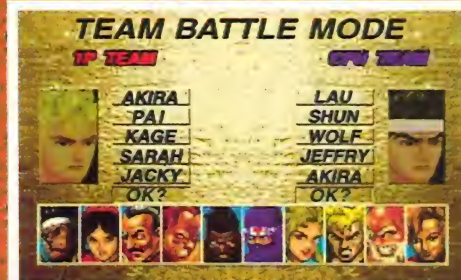 TEAM BATTLE MODE
1P TEAM CPU TEAM
AKIRA LAU
PAI SHUN
KAGE WOLF
SARAH JEFFRY
JACKY AKIRA
OK? OK?